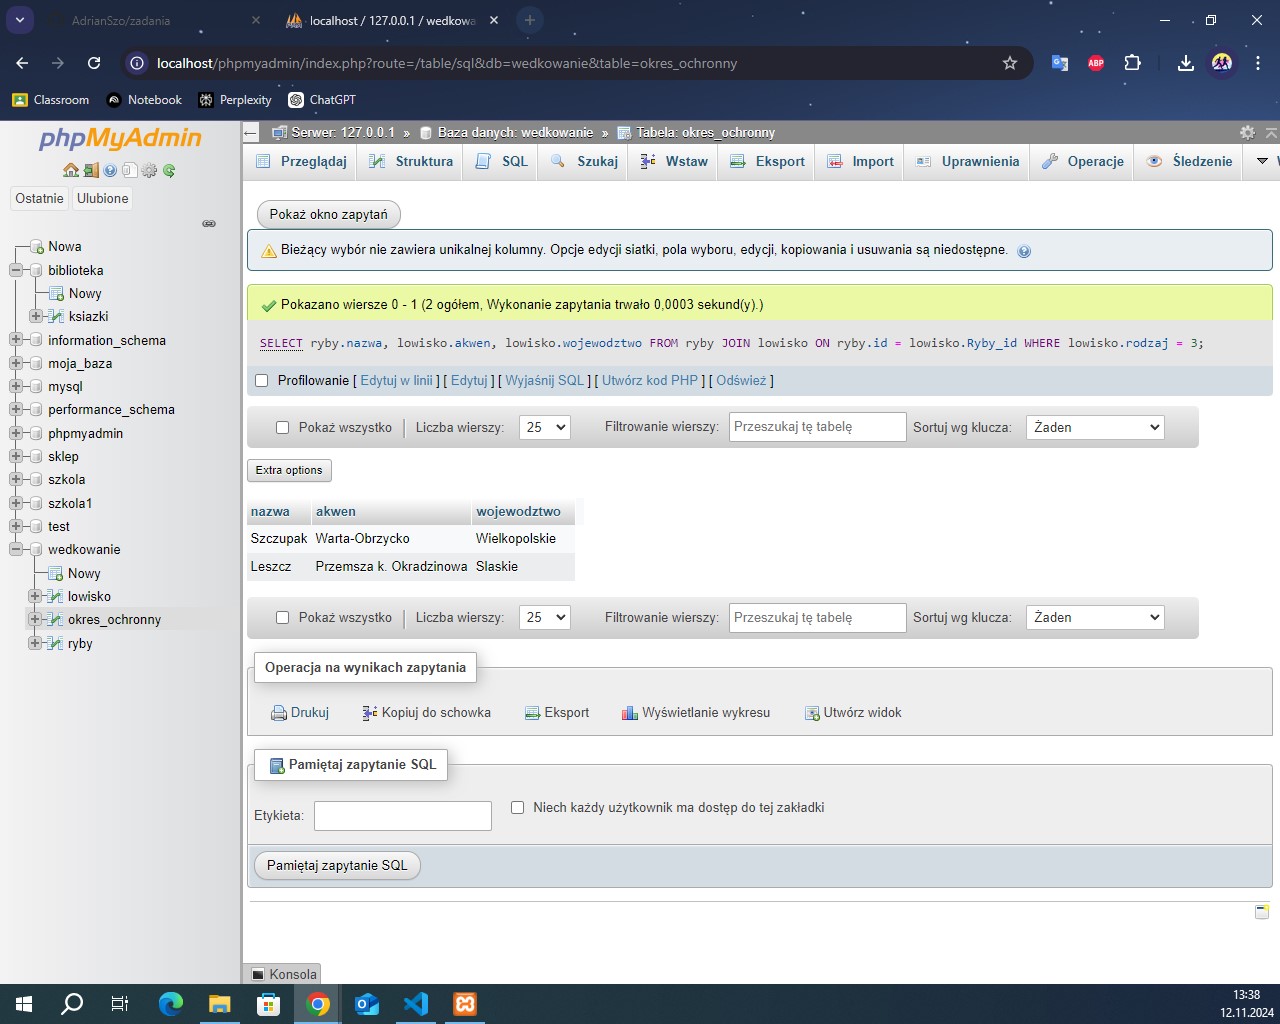 AdrianSzo/zadania
localhost / 127.0.0.1 / wedkowa
localhost/phpmyadmin/index.php?route=/table/sql&db=wedkowanie&table=okres_ochronny
ABP
Classroom
Notebook
Perplexity
ChatGPT
phpMyAdmin
Ostatnie
Ulubione
Nowa
biblioteka
Nowy
ksiazki
information_schema
moja_baza
mysql
performance_schema
phpmyadmin
sklep
szkola
szkola1
test
wedkowanie
Nowy
lowisko
okres_ochronny
ryby
Serwer: 127.0.0.1 » Baza danych: wedkowanie » Tabela: okres_ochronny
Przeglądaj
Struktura
SQL
Szukaj
Wstaw
Eksport
Import
Uprawnienia
Operacje
Śledzenie
Pokaż okno zapytań
Bieżący wybór nie zawiera unikalnej kolumny. Opcje edycji siatki, pola wyboru, edycji, kopiowania i usuwania są niedostępne.
Pokazano wiersze 0 - 1 (2 ogółem, Wykonanie zapytania trwało 0,0003 sekund(y).)
SELECT ryby.nazwa, lowisko.akwen, lowisko.wojewodztwo FROM ryby JOIN lowisko ON ryby.id = lowisko.Ryby_id WHERE lowisko.rodzaj = 3;
Profilowanie [ Edytuj w linii ] [ Edytuj ] [ Wyjaśnij SQL ] [ Utwórz kod PHP ] [ Odśwież ]
Pokaż wszystko | Liczba wierszy: 25 Filtrowanie wierszy: Przeszukaj tę tabelę Sortuj wg klucza: Żaden
Extra options
nazwa akwen wojewodztwo
Szczupak Warta-Obrzycko Wielkopolskie
Leszcz Przemsza k. Okradzinowa Slaskie
Pokaż wszystko | Liczba wierszy: 25 Filtrowanie wierszy: Przeszukaj tę tabelę Sortuj wg klucza: Żaden
Operacja na wynikach zapytania
Drukuj Kopiuj do schowka Eksport Wyświetlanie wykresu Utwórz widok
Pamiętaj zapytanie SQL
Etykieta: Niech każdy użytkownik ma dostęp do tej zakładki
Pamiętaj zapytanie SQL
Konsola
13:38
12.11.2024